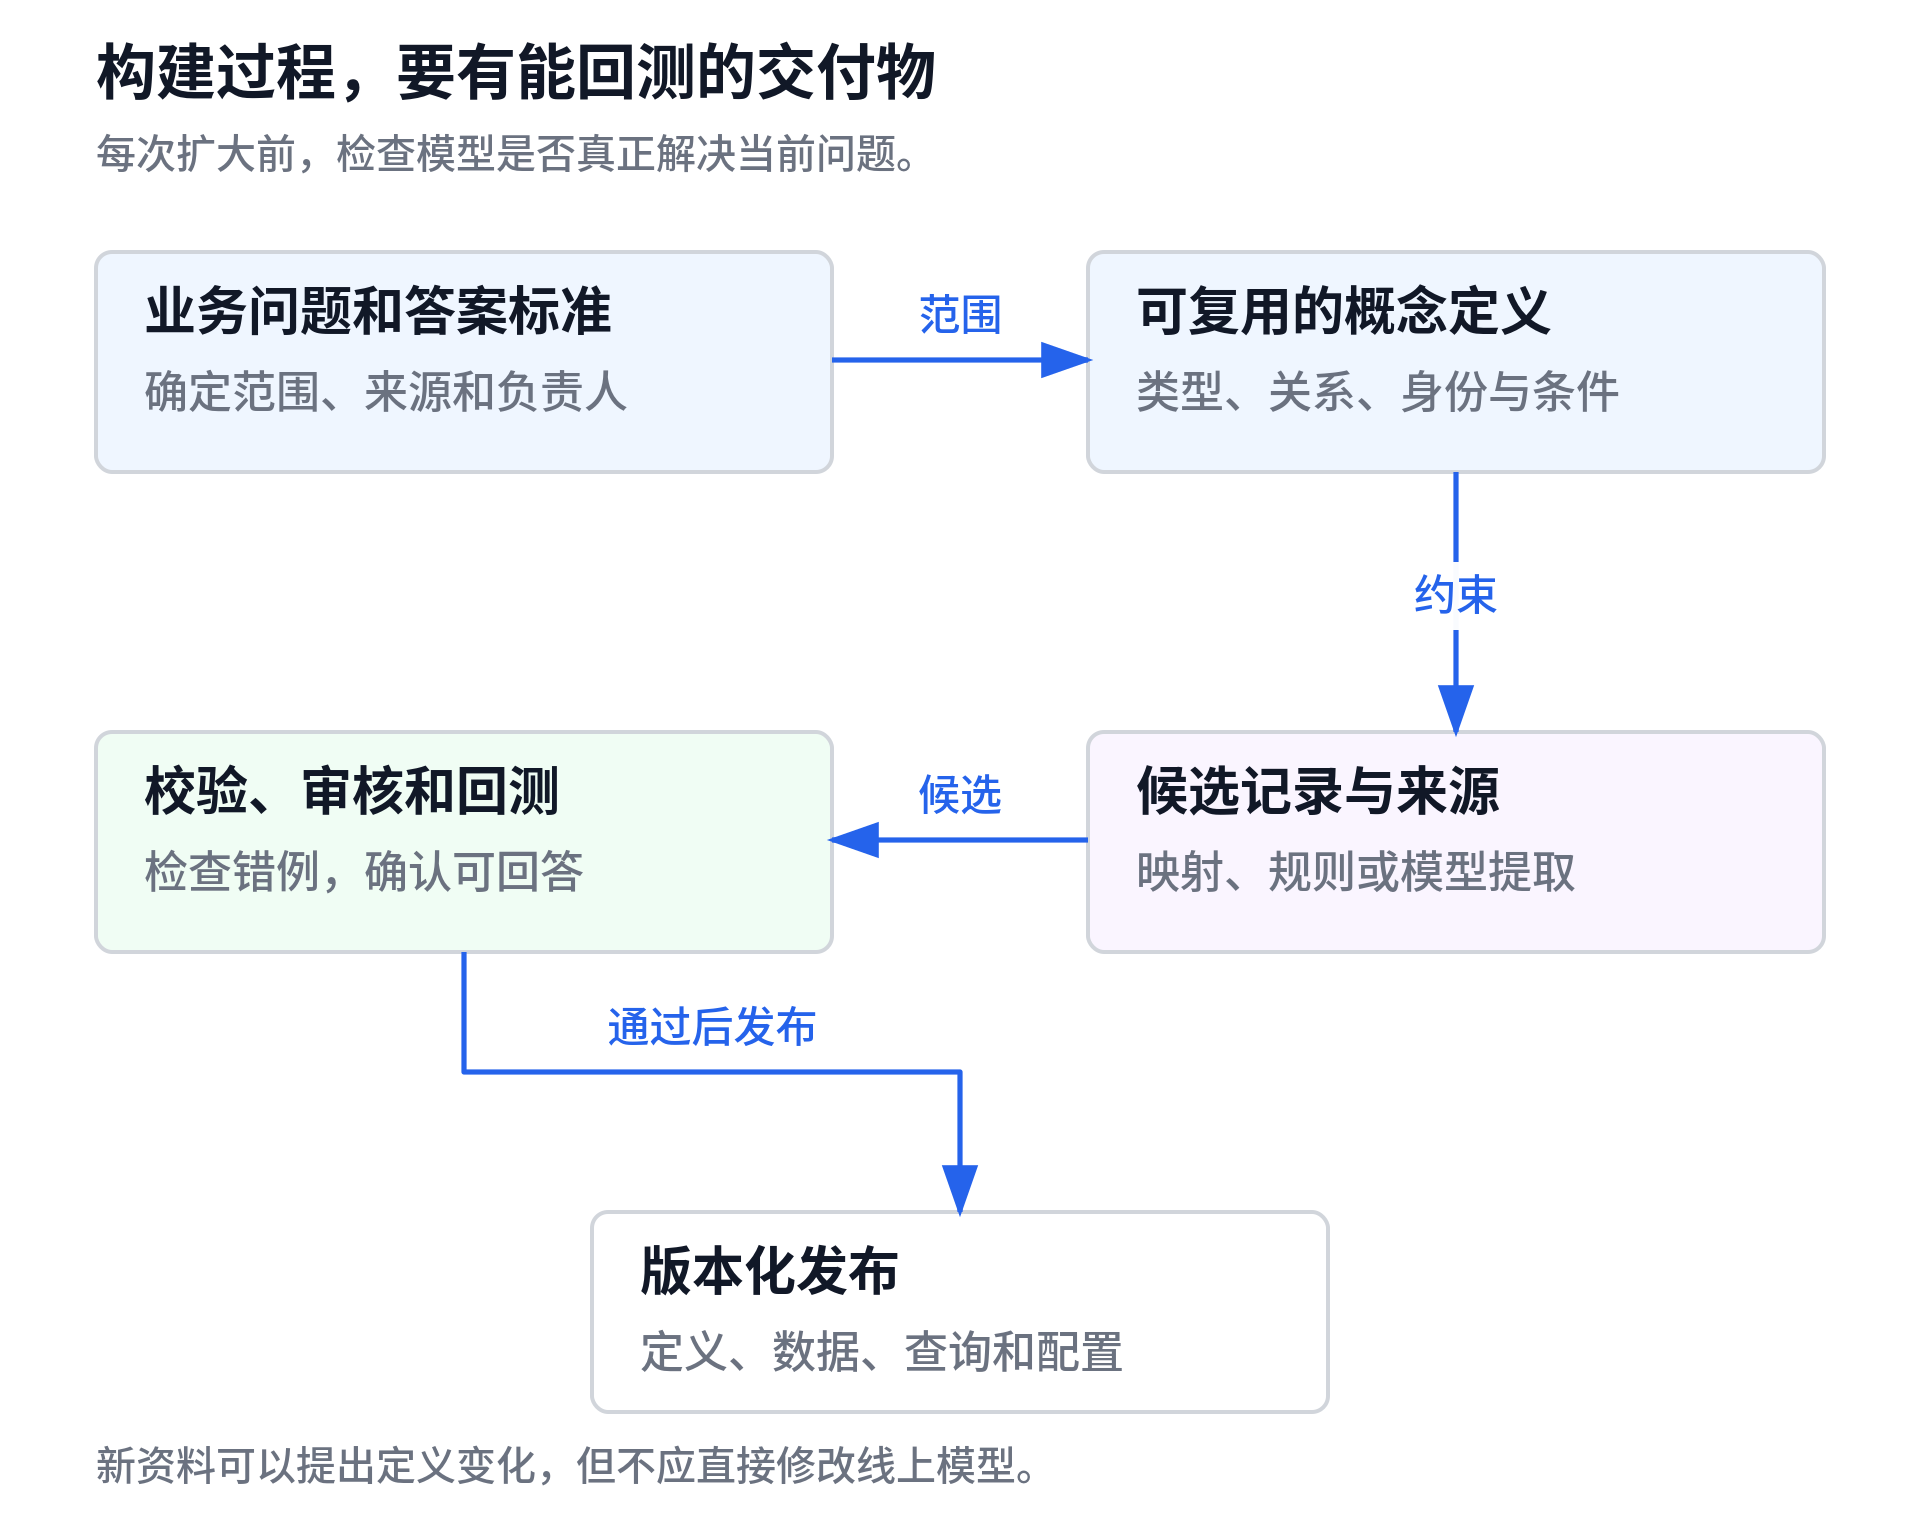 构建过程，要有能回测的交付物
每次扩大前，检查模型是否真正解决当前问题。
业务问题和答案标准
确定范围、来源和负责人
范围
可复用的概念定义
类型、关系、身份与条件
约束
候选记录与来源
映射、规则或模型提取
候选
校验、审核和回测
检查错例，确认可回答
通过后发布
版本化发布
定义、数据、查询和配置
新资料可以提出定义变化，但不应直接修改线上模型。